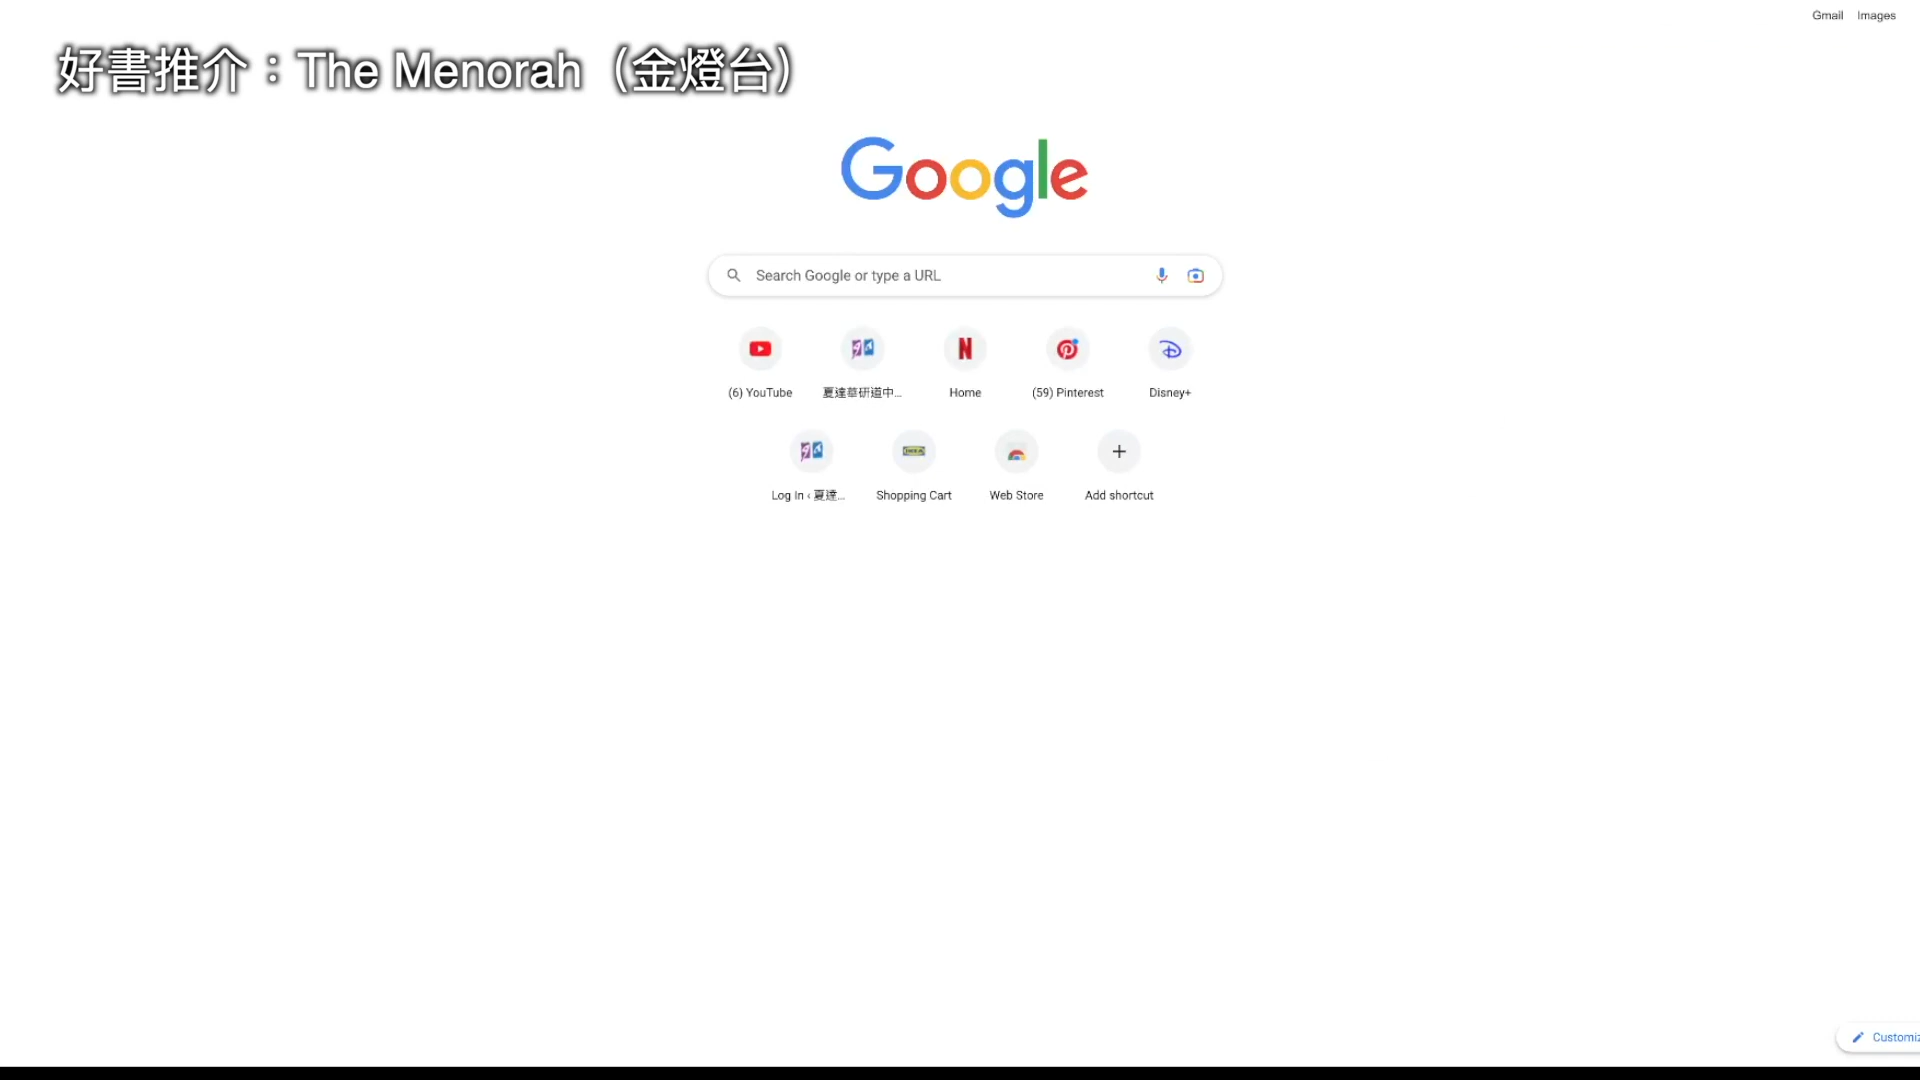 Gmail Images
好書推介：The Menorah（金燈台）
Google
Search Google or type a URL
(6) YouTube 夏達華研道中... Home (59) Pinterest Disney+
Log In ‹ 夏達... Shopping Cart Web Store Add shortcut
Customiz